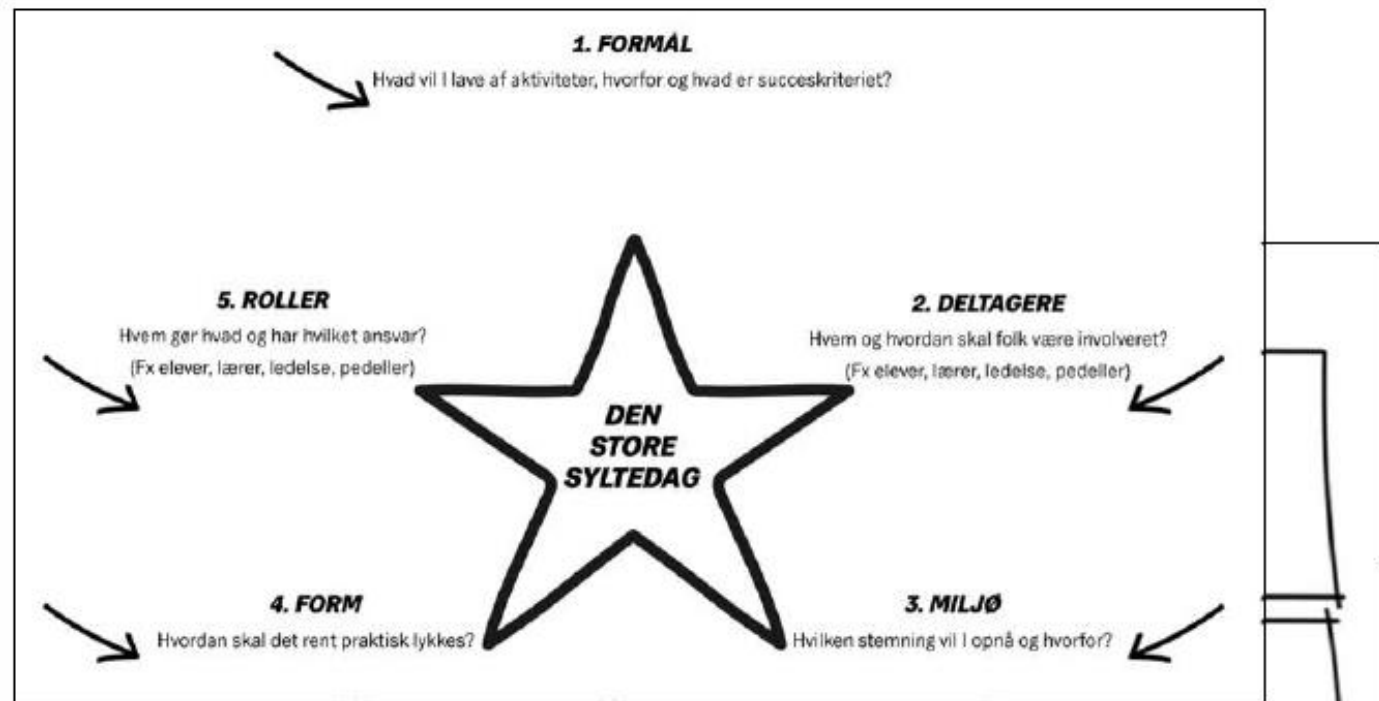 1. FORMÅL
Hvad vil I lave af aktiviteter, hvorfor og hvad er succeskriteriet?
5. ROLLER
Hvem gør hvad og har hvilket ansvar?
(Fx elever, lærer, ledelse, pedeller)
2. DELTAGERE
Hvem og hvordan skal folk være involveret?
(Fx elever, lærer, ledelse, pedeller)
DEN
STORE
SYLTEDAG
4. FORM
Hvordan skal det rent praktisk lykkes?
3. MILJØ
Hvilken stemning vil I opnå og hvorfor?